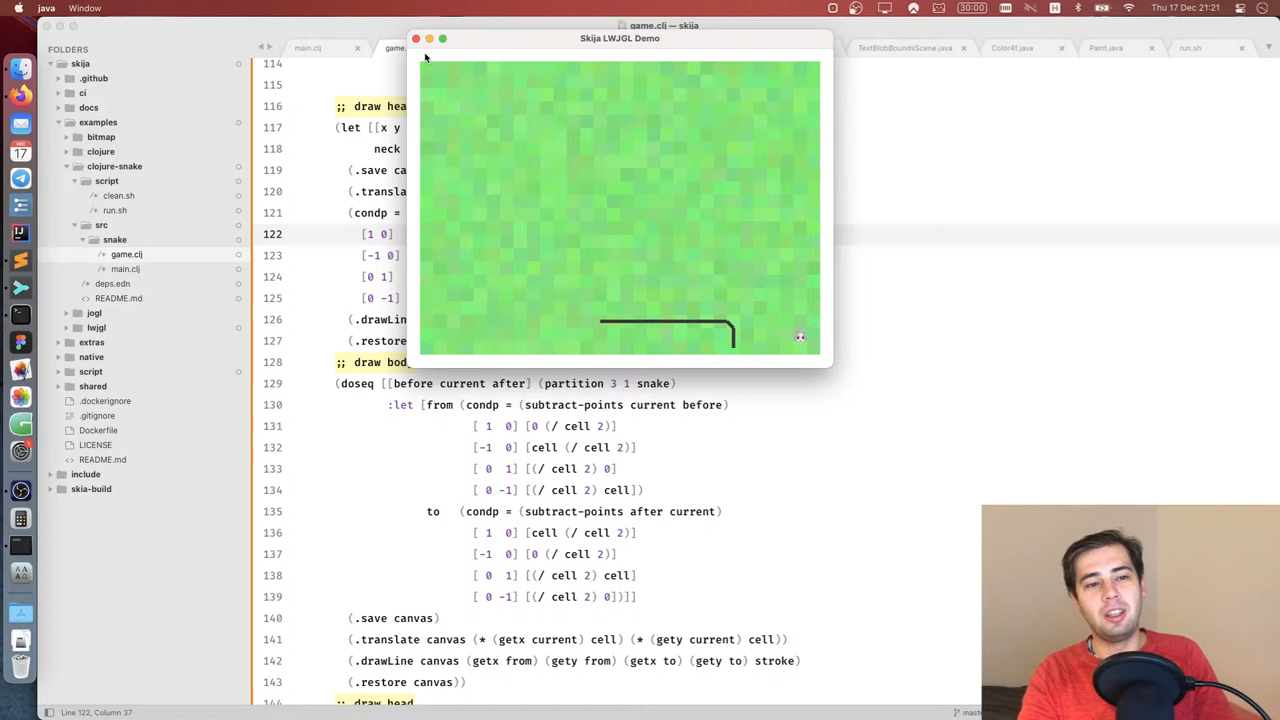 java Window
30:00
Thu 17 Dec 21:21
game.clj — skija
Skija LWJGL Demo
FOLDERS
skija
.github
ci
docs
examples
bitmap
clojure
clojure-snake
script
clean.sh
run.sh
src
snake
game.clj
main.clj
deps.edn
README.md
jogl
lwjgl
extras
native
script
shared
.dockerignore
.gitignore
Dockerfile
LICENSE
README.md
include
skia-build
DEC
17
main.clj
game.
TextBlobBoundsScene.java
Color4f.java
Paint.java
run.sh
114
115
116 ;; draw hea
117 (let [[x y
118 neck
119 (.save ca
120 (.transla
121 (condp =
122 [1 0]
123 [-1 0]
124 [0 1]
125 [0 -1]
126 (.drawLin
127 (.restore
128 ;; draw bod
129 (doseq [[before current after] (partition 3 1 snake)
130 :let [from (condp = (subtract-points current before)
131 [ 1 0] [0 (/ cell 2)]
132 [-1 0] [cell (/ cell 2)]
133 [ 0 1] [(/ cell 2) 0]
134 [ 0 -1] [(/ cell 2) cell])
135 to (condp = (subtract-points after current)
136 [ 1 0] [cell (/ cell 2)]
137 [-1 0] [0 (/ cell 2)]
138 [ 0 1] [(/ cell 2) cell]
139 [ 0 -1] [(/ cell 2) 0])]]
140 (.save canvas)
141 (.translate canvas (* (getx current) cell) (* (gety current) cell))
142 (.drawLine canvas (getx from) (gety from) (getx to) (gety to) stroke)
143 (.restore canvas))
144 ;; draw head
Line 122, Column 37